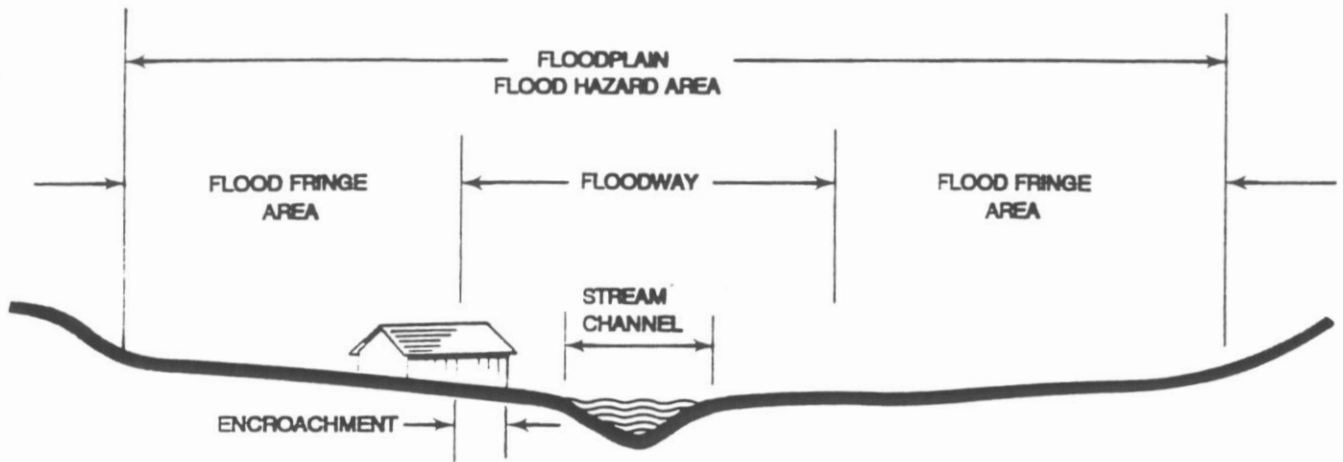 FLOODPLAIN
FLOOD HAZARD AREA
FLOOD FRINGE
AREA
FLOODWAY
FLOOD FRINGE
AREA
STREAM
CHANNEL
ENCROACHMENT